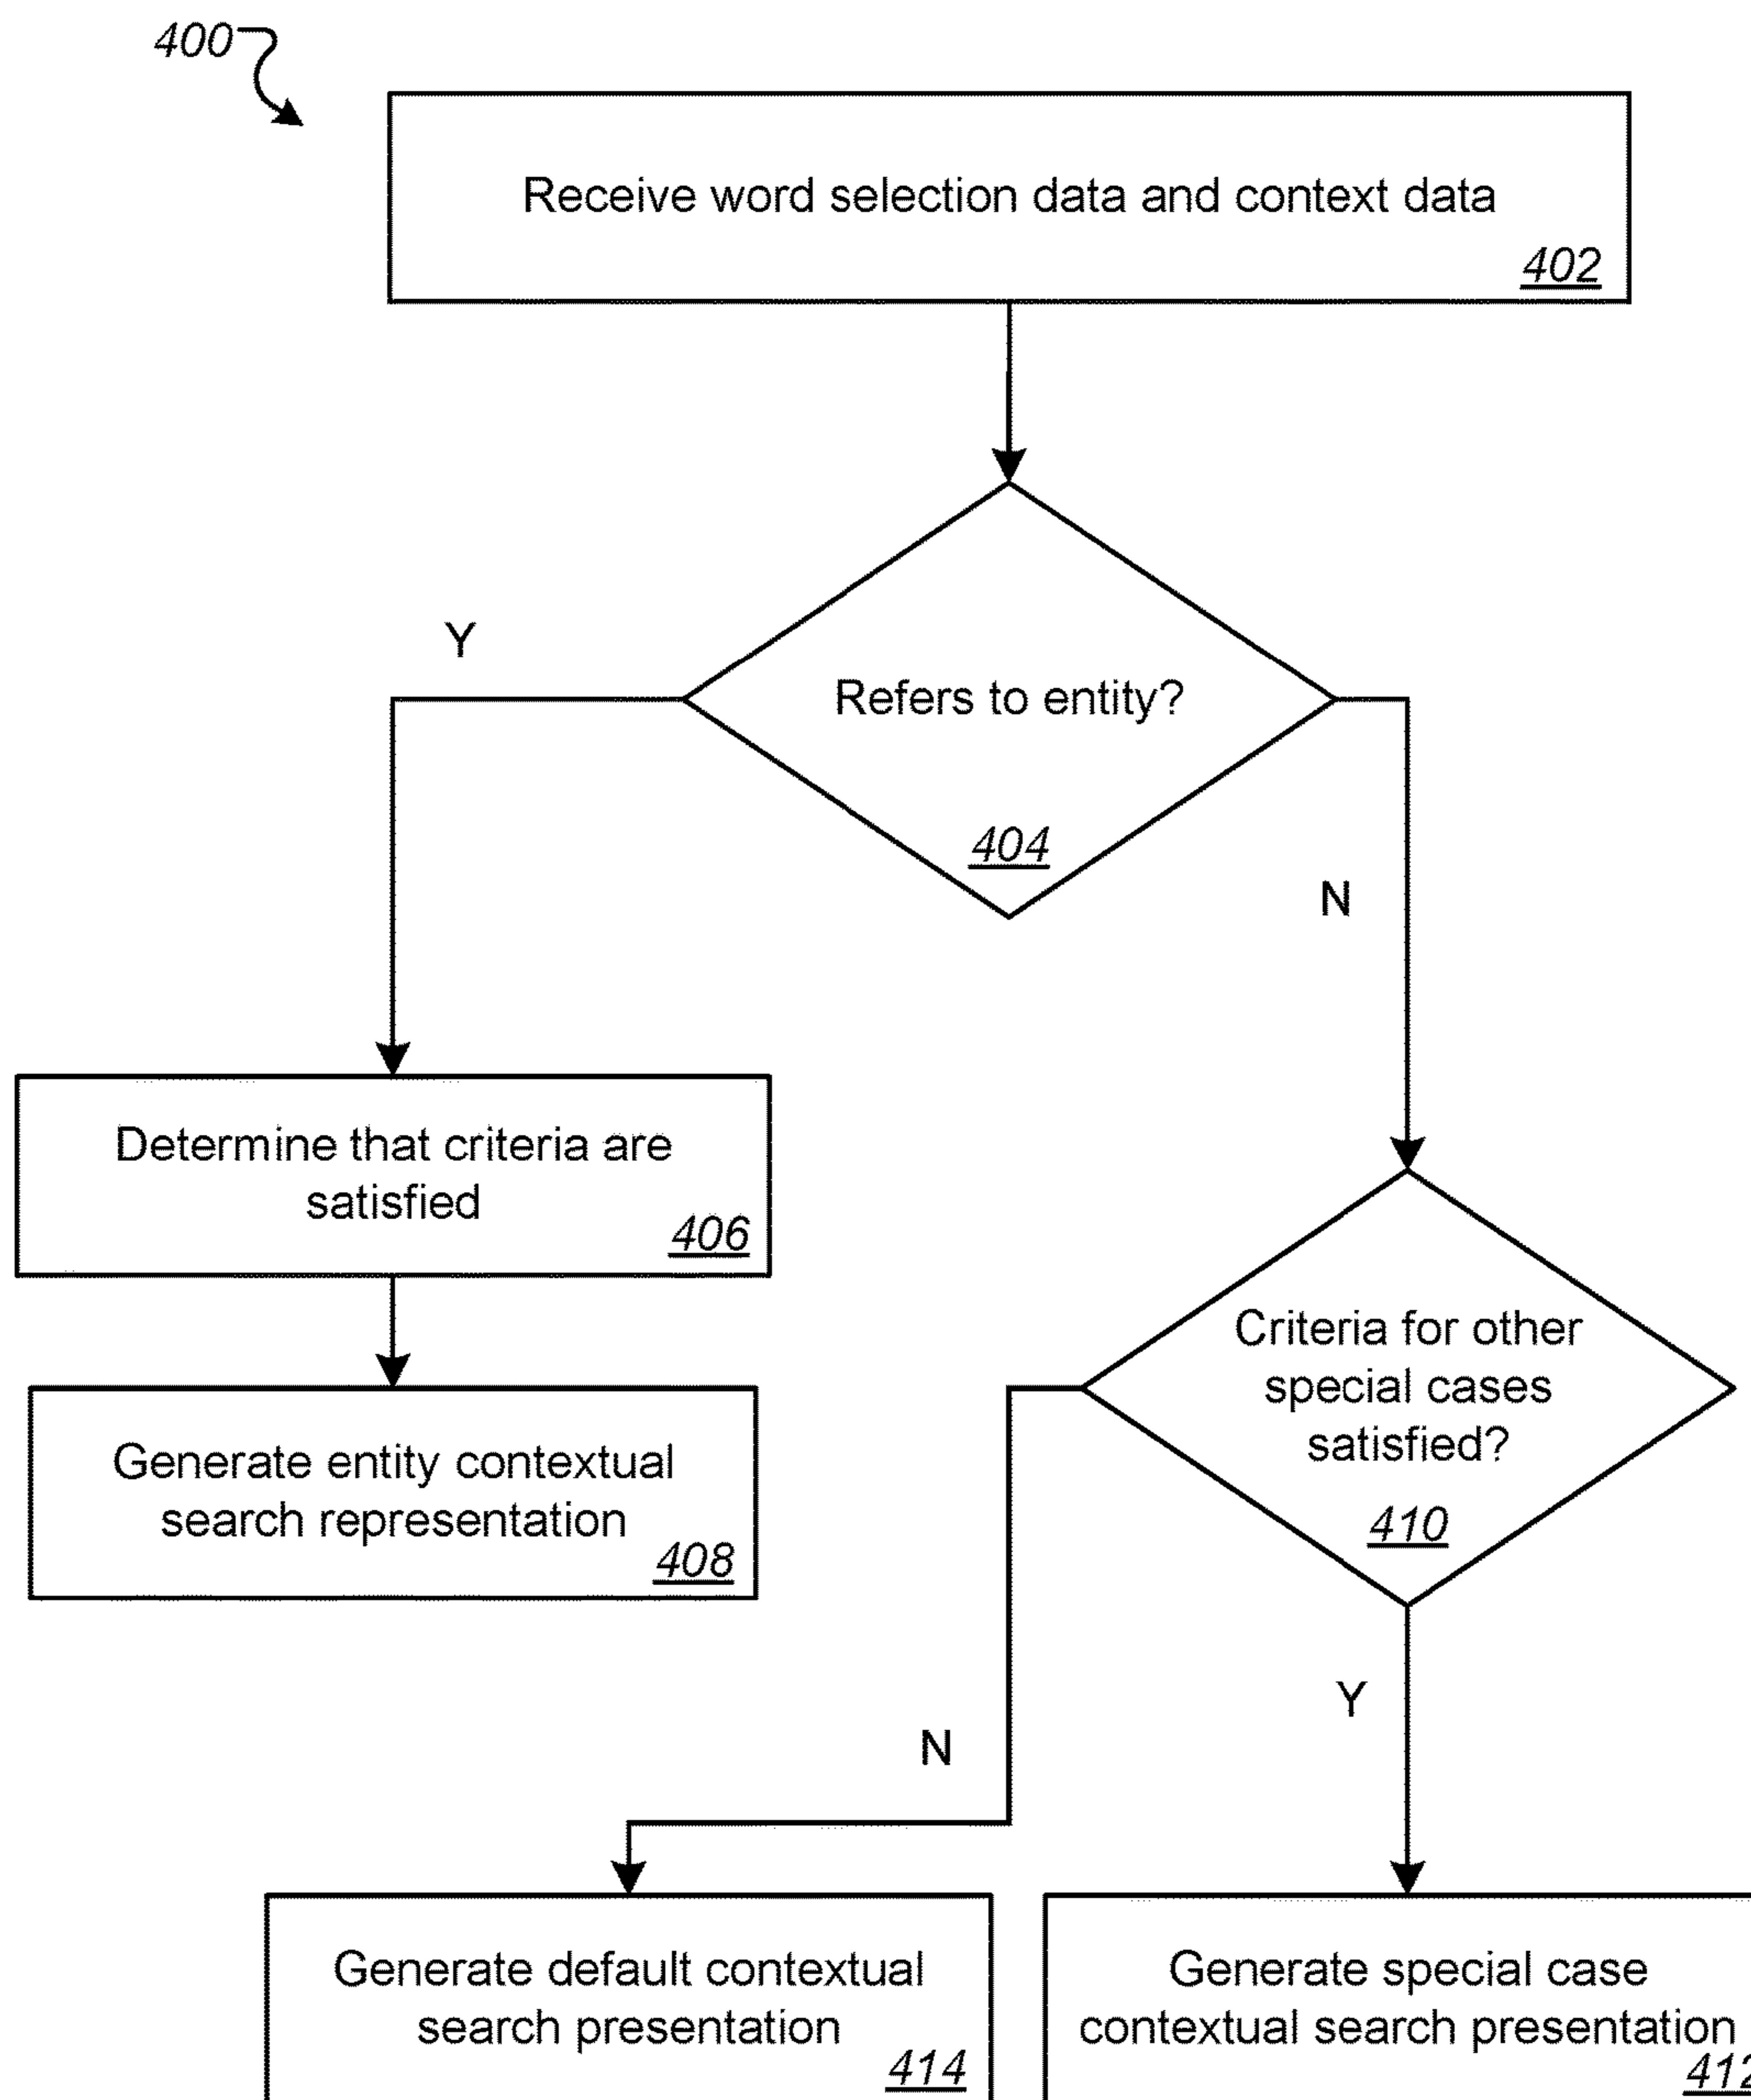 400
Receive word selection data and context data
402
Y
Refers to entity?
404
N
Determine that criteria are
satisfied
406
Criteria for other
special cases
satisfied?
410
Generate entity contextual
search representation
408
Y
N
Generate default contextual
search presentation
414
Generate special case
contextual search presentation
412